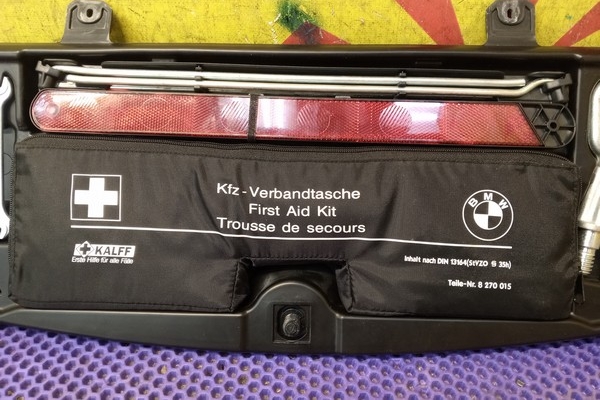 Kfz-Verbandtasche
First Aid Kit
Trousse de secours
BMW
KALFF
Erste Hilfe für alle Fälle
Inhalt nach DIN 13164(StVZO § 35h)
Teile-Nr. 8 270 015